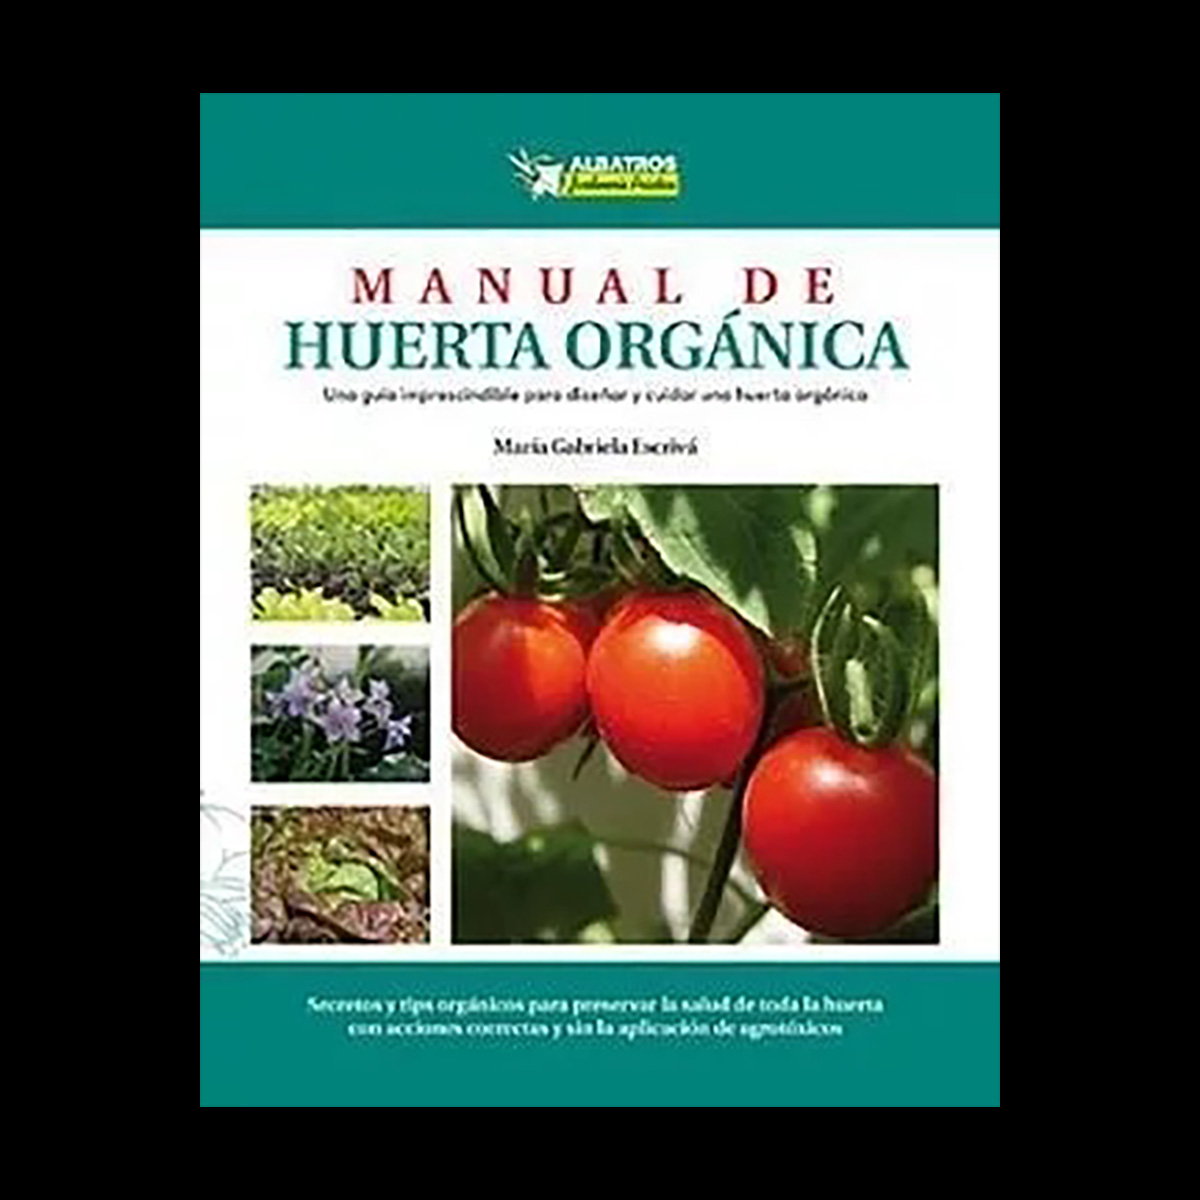 ALBATROS
MANUAL DE
HUERTA ORGÁNICA
Una guía imprescindible para diseñar y cuidar una huerta orgánica
María Gabriela Escrivá
Secretos y tips orgánicos para preservar la salud de toda la huerta
con acciones correctas y sin la aplicación de agrotóxicos